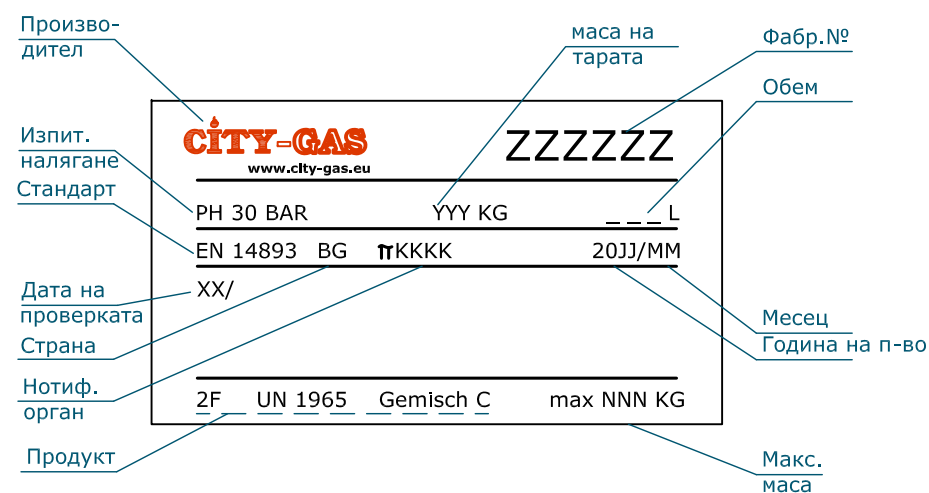 Произво-
дител
маса на
тарата
Фабр.№
Обем
CITY-GAS
www.city-gas.eu
ZZZZZZ
Изпит.
налягане
Стандарт
PH 30 BAR YYY KG _ _ _ L
EN 14893 BG πKKKK 20JJ/MM
XX/
Дата на
проверката
Страна
Нотиф.
орган
Продукт
2F UN 1965 Gemisch C max NNN KG
Месец
Година на п-во
Макс.
маса